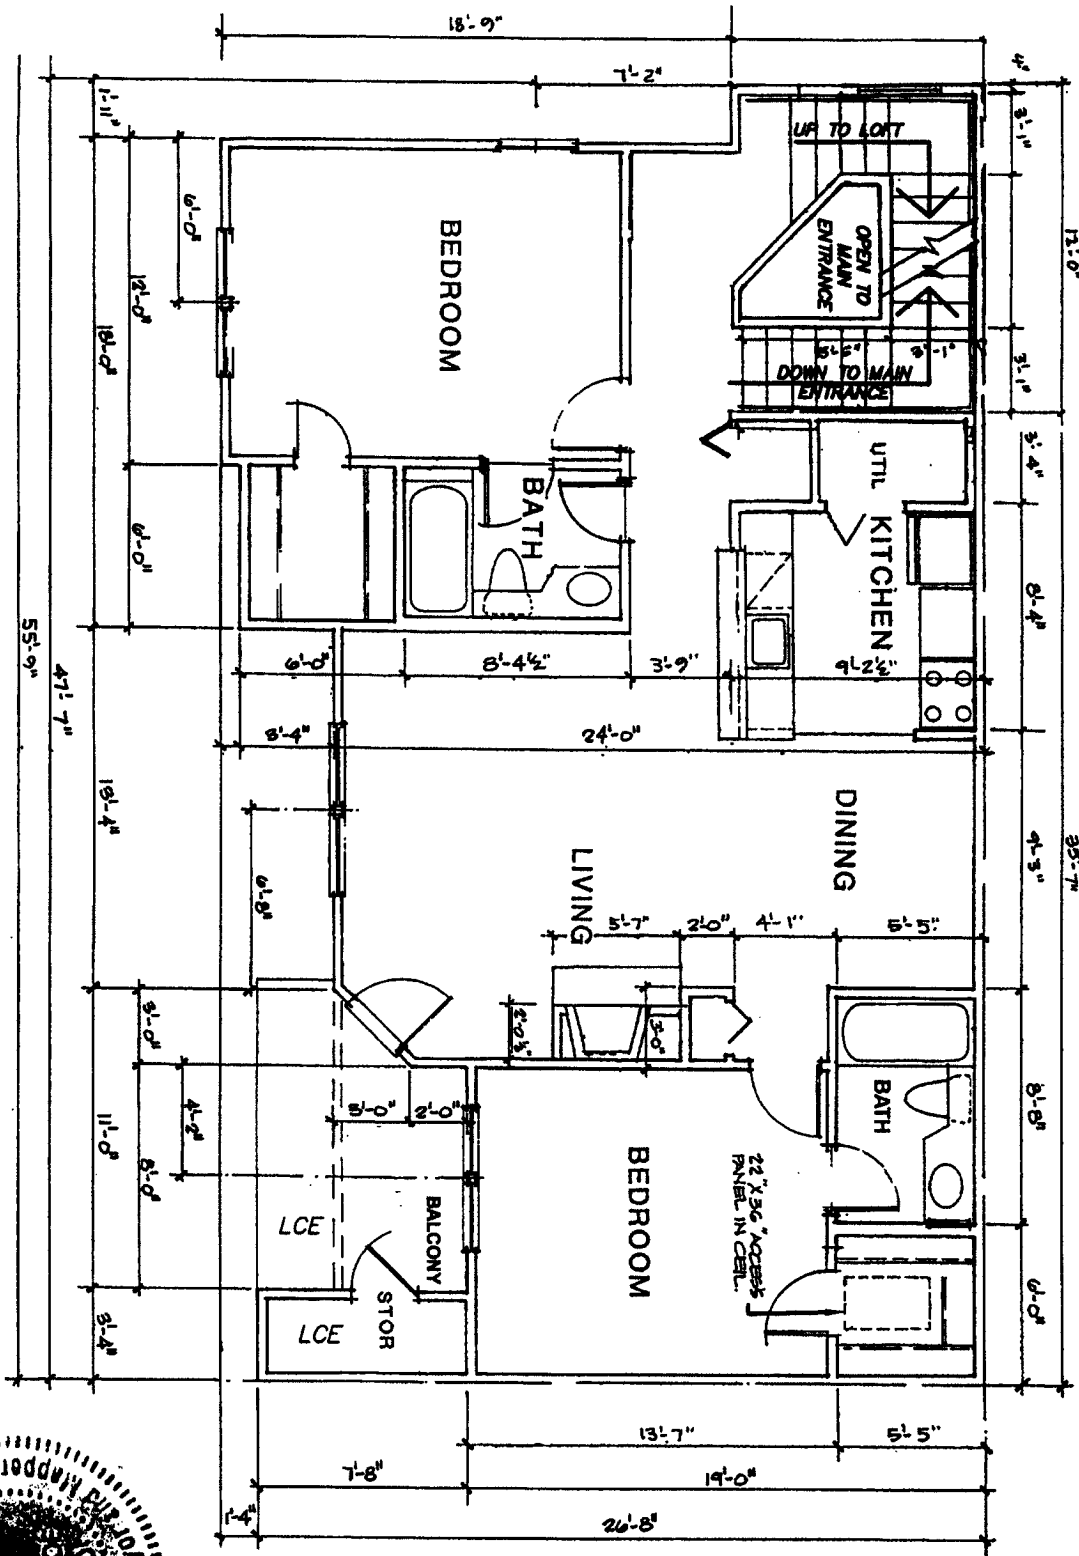 18'-9"
7'-2"
4"
3'-1"
12'-0"
1'-11"
6'-0"
12'-0"
18'-0"
6'-0"
55'-9"
47'-7"
UP TO LOFT
OPEN TO
MAIN
ENTRANCE
3'-1"
3'-1"
DOWN TO MAIN
ENTRANCE
BEDROOM
BATH
UTIL
KITCHEN
3'-4"
8'-4"
6'-0"
8'-4½"
3'-9"
9'-2½"
3'-4"
24'-0"
18'-4"
6'-8"
DINING
LIVING
9'-3"
35'-7"
5'-7"
2'-0"
4'-1"
5'-5"
2'-0½"
3'-0"
3'-0"
11'-0"
4'-2"
8'-0"
5'-0"
2'-0"
BATH
8'-8"
BEDROOM
22"X36" ACCESS
PANEL IN CEIL.
BALCONY
LCE
STOR
LCE
6'-0"
3'-4"
13'-7"
5'-5"
7'-8"
19'-0"
1'-4"
26'-8"